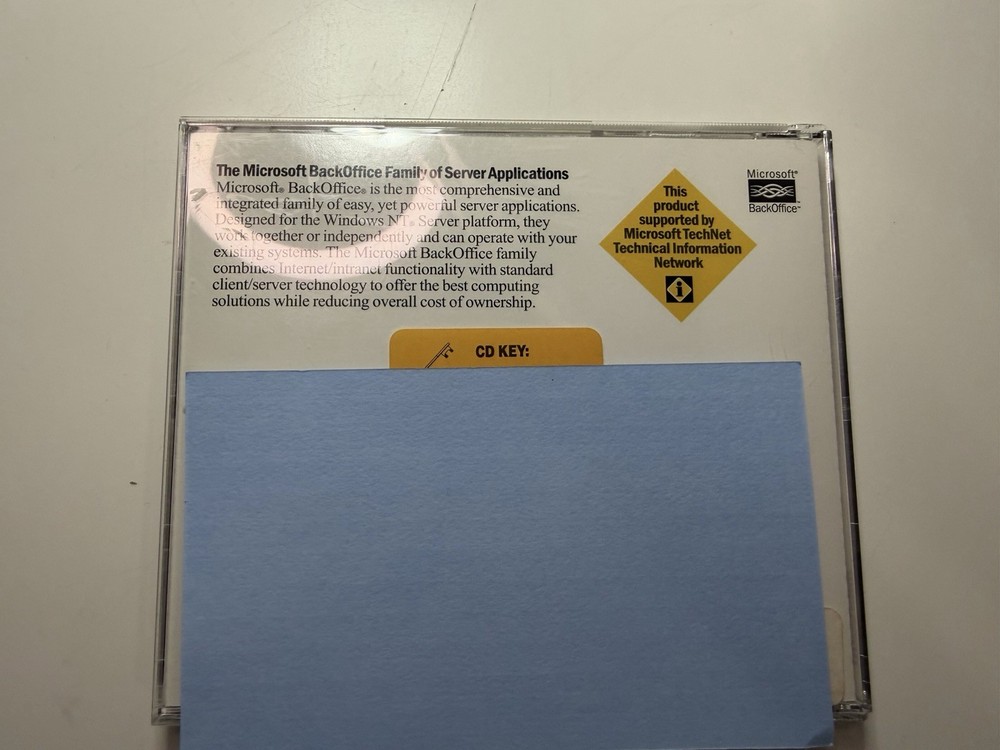 The Microsoft BackOffice Family of Server Applications
Microsoft® BackOffice® is the most comprehensive and
integrated family of easy, yet powerful server applications.
Designed for the Windows NT® Server platform, they
work together or independently and can operate with your
existing systems. The Microsoft BackOffice family
combines Internet/intranet functionality with standard
client/server technology to offer the best computing
solutions while reducing overall cost of ownership.
This
product
supported by
Microsoft TechNet
Technical Information
Network
i
Microsoft®
BackOffice™
CD KEY: